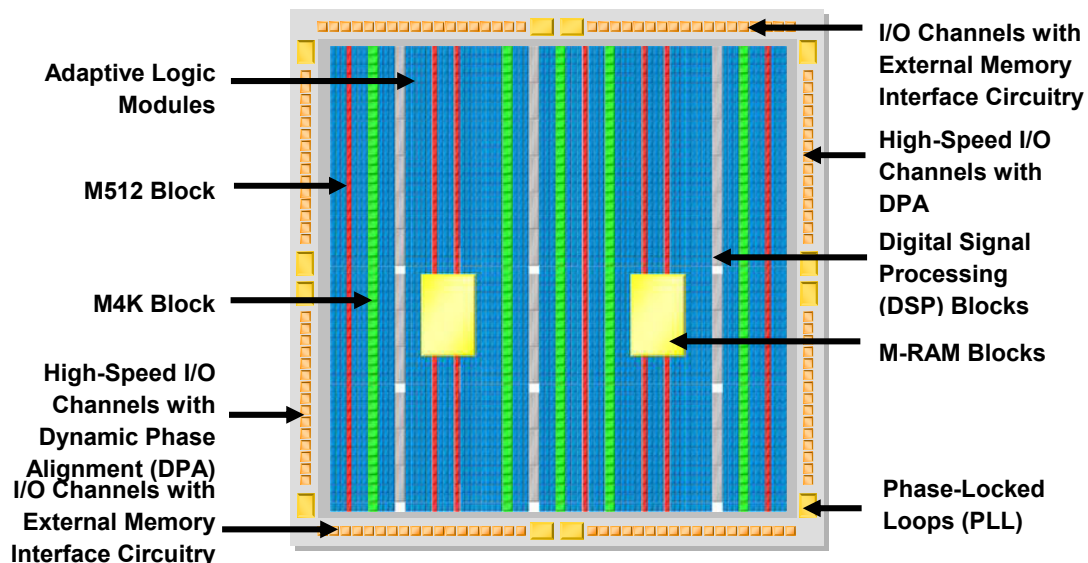 Adaptive Logic
Modules
M512 Block
M4K Block
High-Speed I/O
Channels with
Dynamic Phase
Alignment (DPA)
I/O Channels with
External Memory
Interface Circuitry
I/O Channels with
External Memory
Interface Circuitry
High-Speed I/O
Channels with
DPA
Digital Signal
Processing
(DSP) Blocks
M-RAM Blocks
Phase-Locked
Loops (PLL)